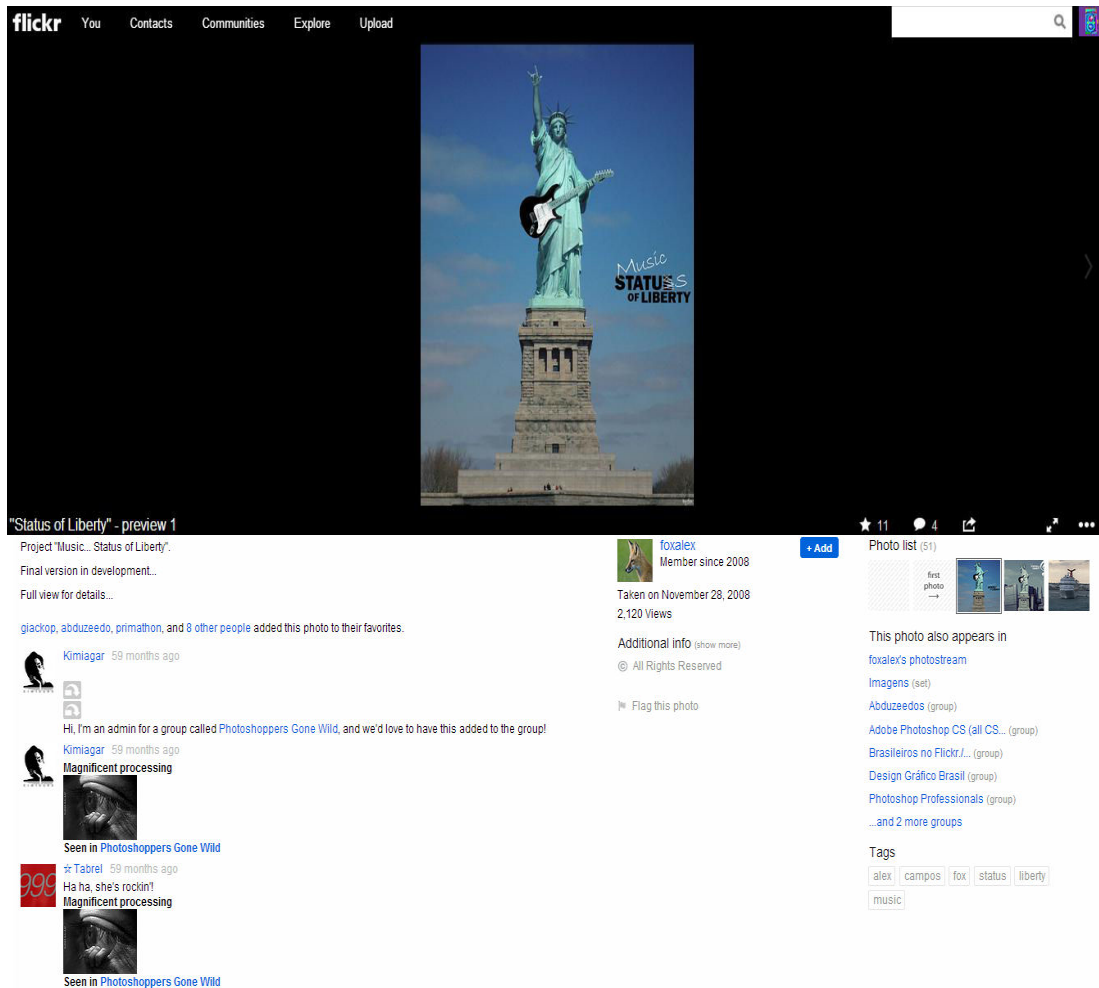 flickr You Contacts Communities Explore Upload
Music
STATUS
OF LIBERTY
"Status of Liberty" - preview 1
11 4
Project "Music... Status of Liberty".
Final version in development...
Full view for details...
giackop, abduzeedo, primathon, and 8 other people added this photo to their favorites.
Kimiagar 59 months ago
Hi, I'm an admin for a group called Photoshoppers Gone Wild, and we'd love to have this added to the group!
Kimiagar 59 months ago
Magnificent processing
Seen in Photoshoppers Gone Wild
999
☆Tabrel 59 months ago
Ha ha, she's rockin'!
Magnificent processing
Seen in Photoshoppers Gone Wild
foxalex
Member since 2008
+ Add
Taken on November 28, 2008
2,120 Views
Additional info (show more)
© All Rights Reserved
Flag this photo
Photo list (51)
first
photo
→
This photo also appears in
foxalex's photostream
Imagens (set)
Abduzeedos (group)
Adobe Photoshop CS (all CS... (group)
Brasileiros no Flickr./... (group)
Design Gráfico Brasil (group)
Photoshop Professionals (group)
...and 2 more groups
Tags
alex campos fox status liberty
music